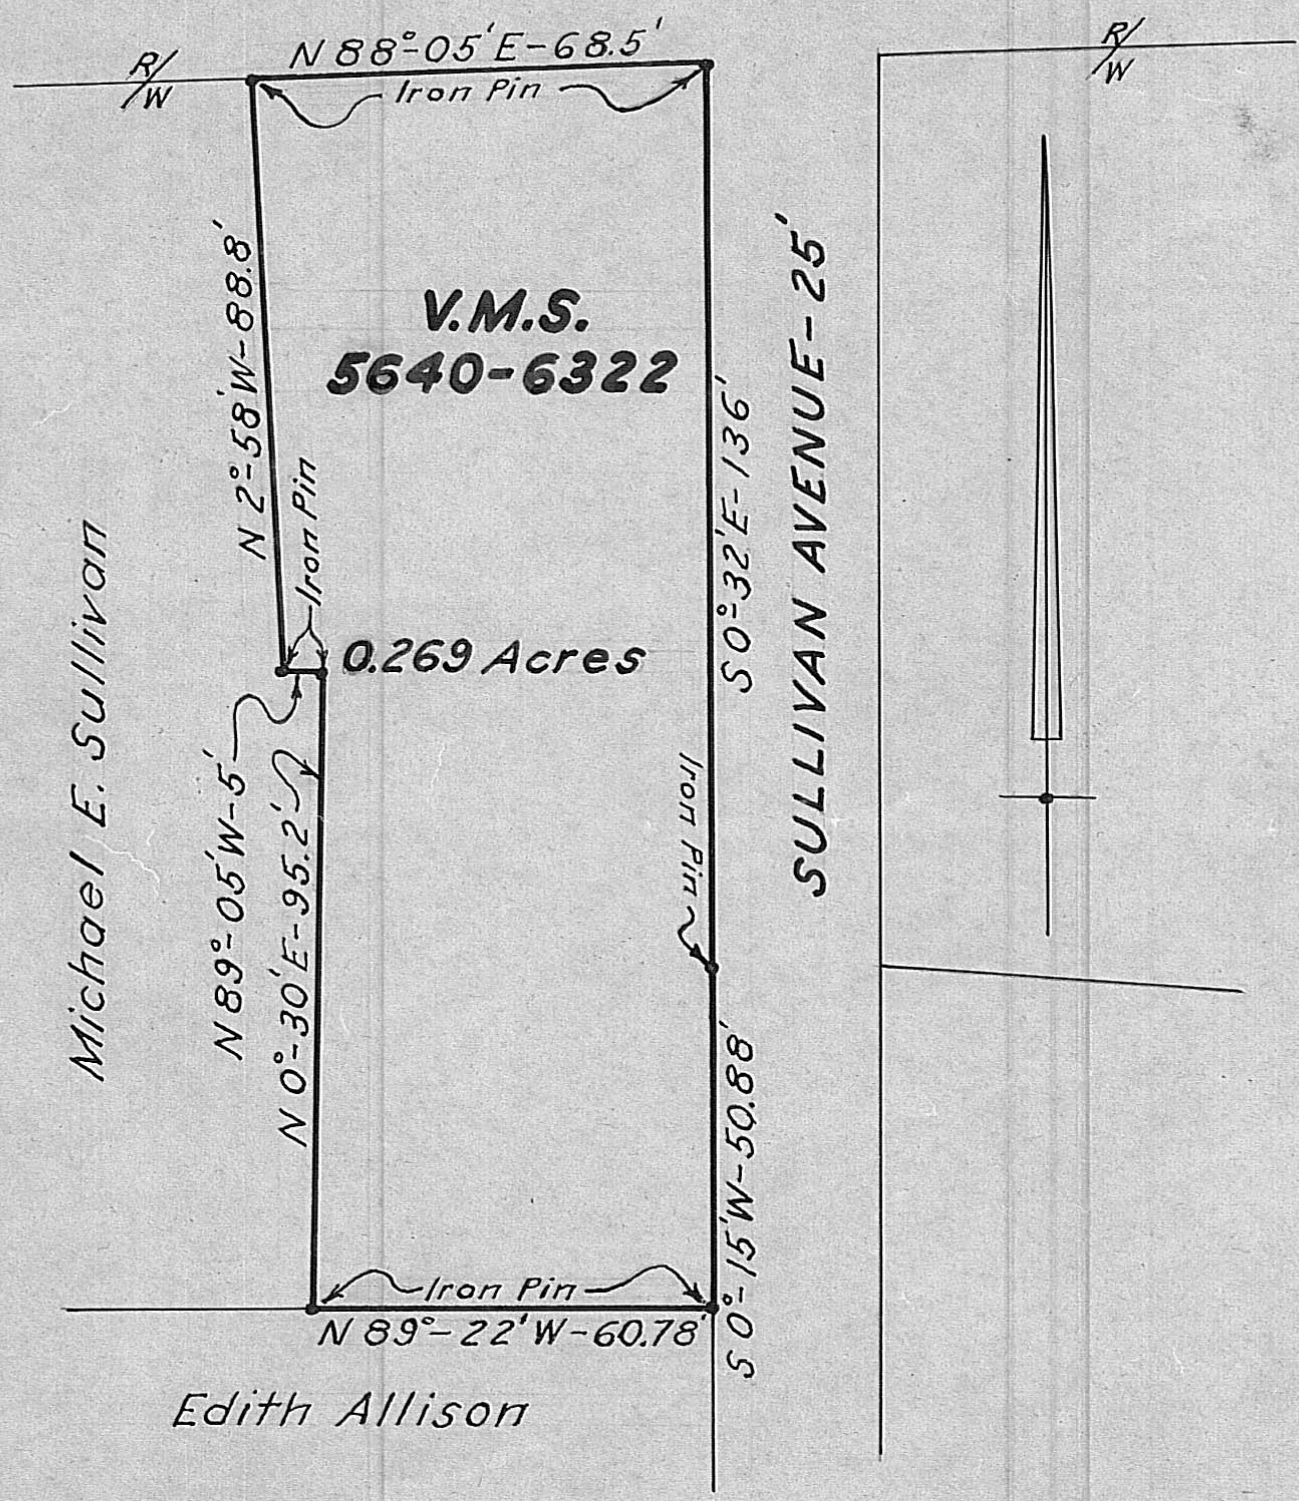 N 88°-05' E-68.5'
R/W
R/W
Iron Pin
N 2°-58' W-88.8'
V.M.S.
5640-6322
SULLIVAN AVENUE-25'
S 0°-32' E-136'
Iron Pin
0.269 Acres
Michael E. Sullivan
N 89°-05' W-5'
N 0°-30' E-95.2'
Iron Pin
S 0°-15' W-50.88'
Iron Pin
N 89°-22' W-60.78'
Edith Allison